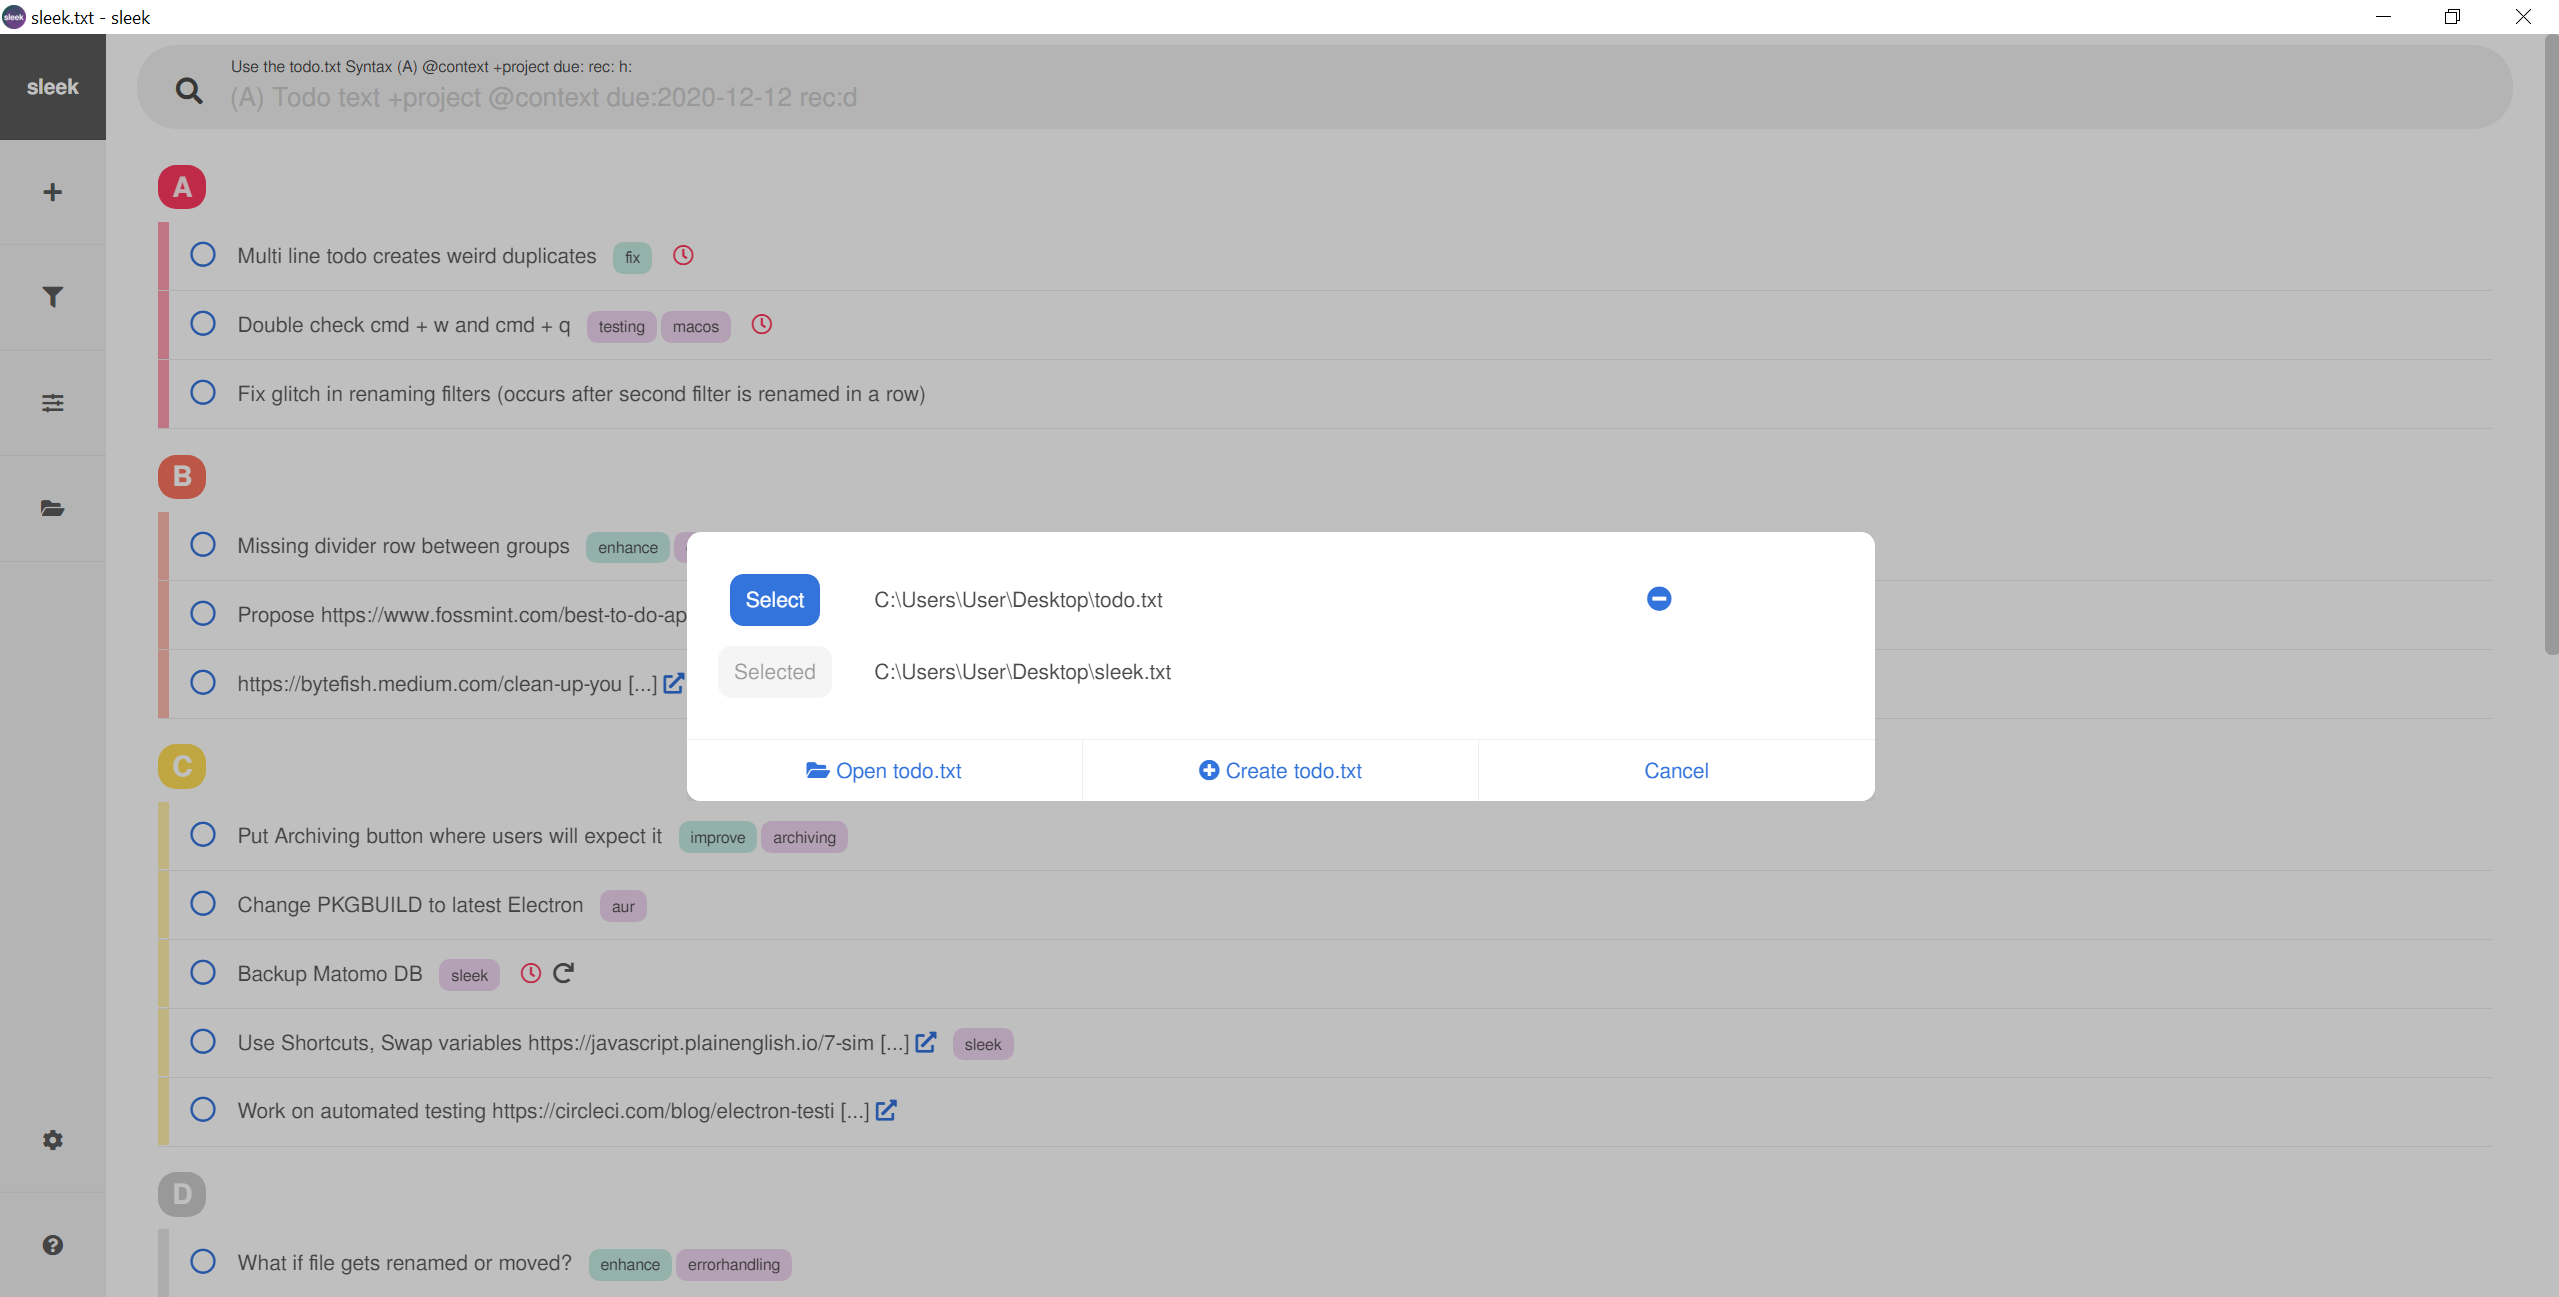 sleek sleek.txt - sleek
sleek
Use the todo.txt Syntax (A) @context +project due: rec: h:
(A) Todo text +project @context due:2020-12-12 rec:d
A
Multi line todo creates weird duplicates fix
Double check cmd + w and cmd + q testing macos
Fix glitch in renaming filters (occurs after second filter is renamed in a row)
B
Missing divider row between groups enhance
Propose https://www.fossmint.com/best-to-do-ap
https://bytefish.medium.com/clean-up-you [...]
Select C:\Users\User\Desktop\todo.txt
Selected C:\Users\User\Desktop\sleek.txt
Open todo.txt Create todo.txt Cancel
C
Put Archiving button where users will expect it improve archiving
Change PKGBUILD to latest Electron aur
Backup Matomo DB sleek
Use Shortcuts, Swap variables https://javascript.plainenglish.io/7-sim [...] sleek
Work on automated testing https://circleci.com/blog/electron-testi [...]
D
What if file gets renamed or moved? enhance errorhandling